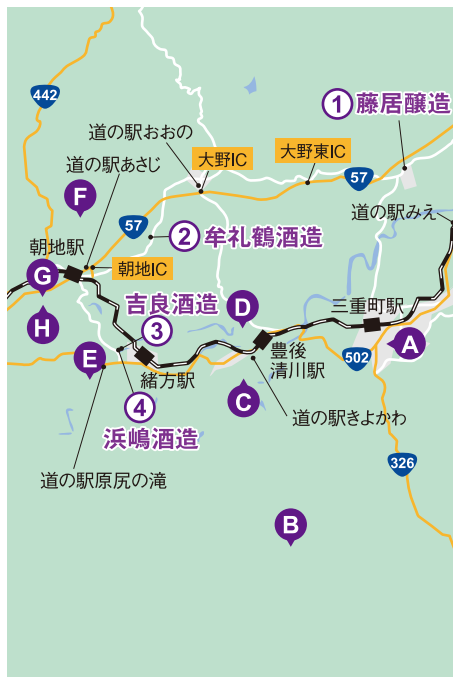 442
① 藤居醸造
道の駅おおの
大野IC
大野東IC
57
道の駅あさじ
F
57
道の駅みえ
② 牟礼鶴酒造
朝地駅
G
朝地IC
吉良酒造
③
H
D
三重町駅
A
502
E
豊後
清川駅
緒方駅
C
④
浜嶋酒造
道の駅きよかわ
326
道の駅原尻の滝
B